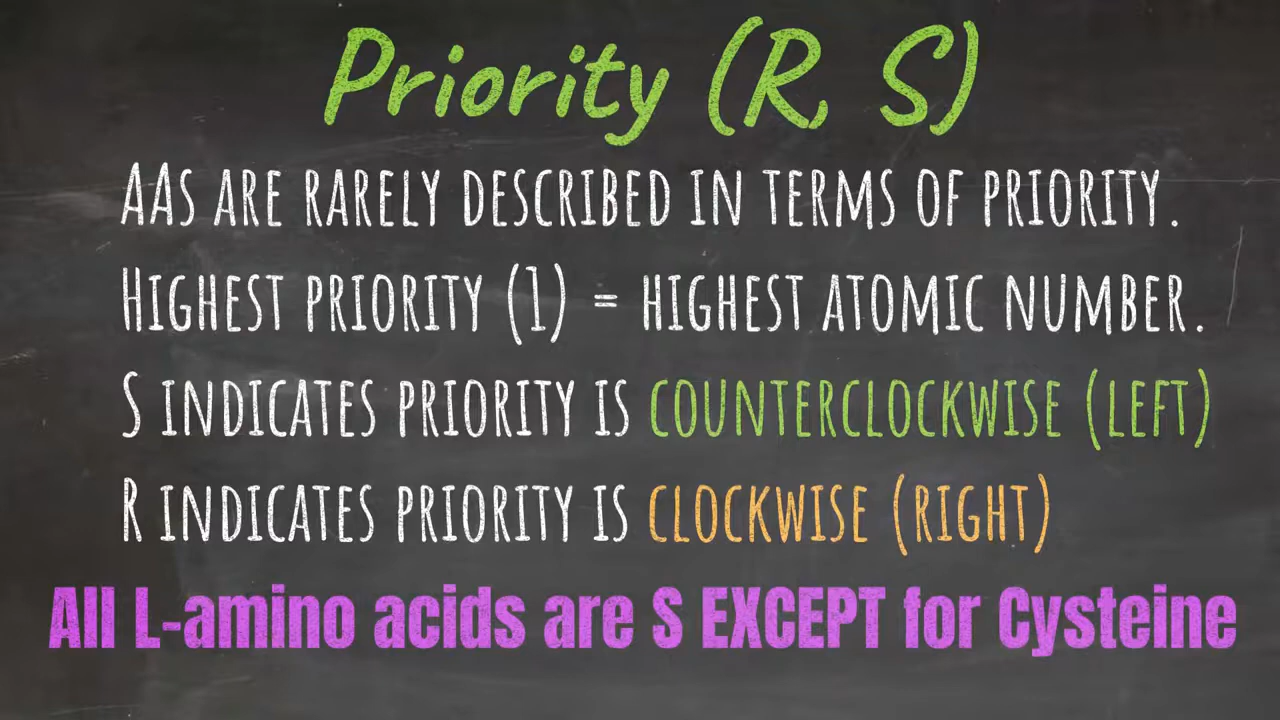 Priority (R, S)
AAs are rarely described in terms of priority.
Highest priority (1) = highest atomic number.
S indicates priority is counterclockwise (left)
R indicates priority is clockwise (right)
All L-amino acids are S EXCEPT for Cysteine